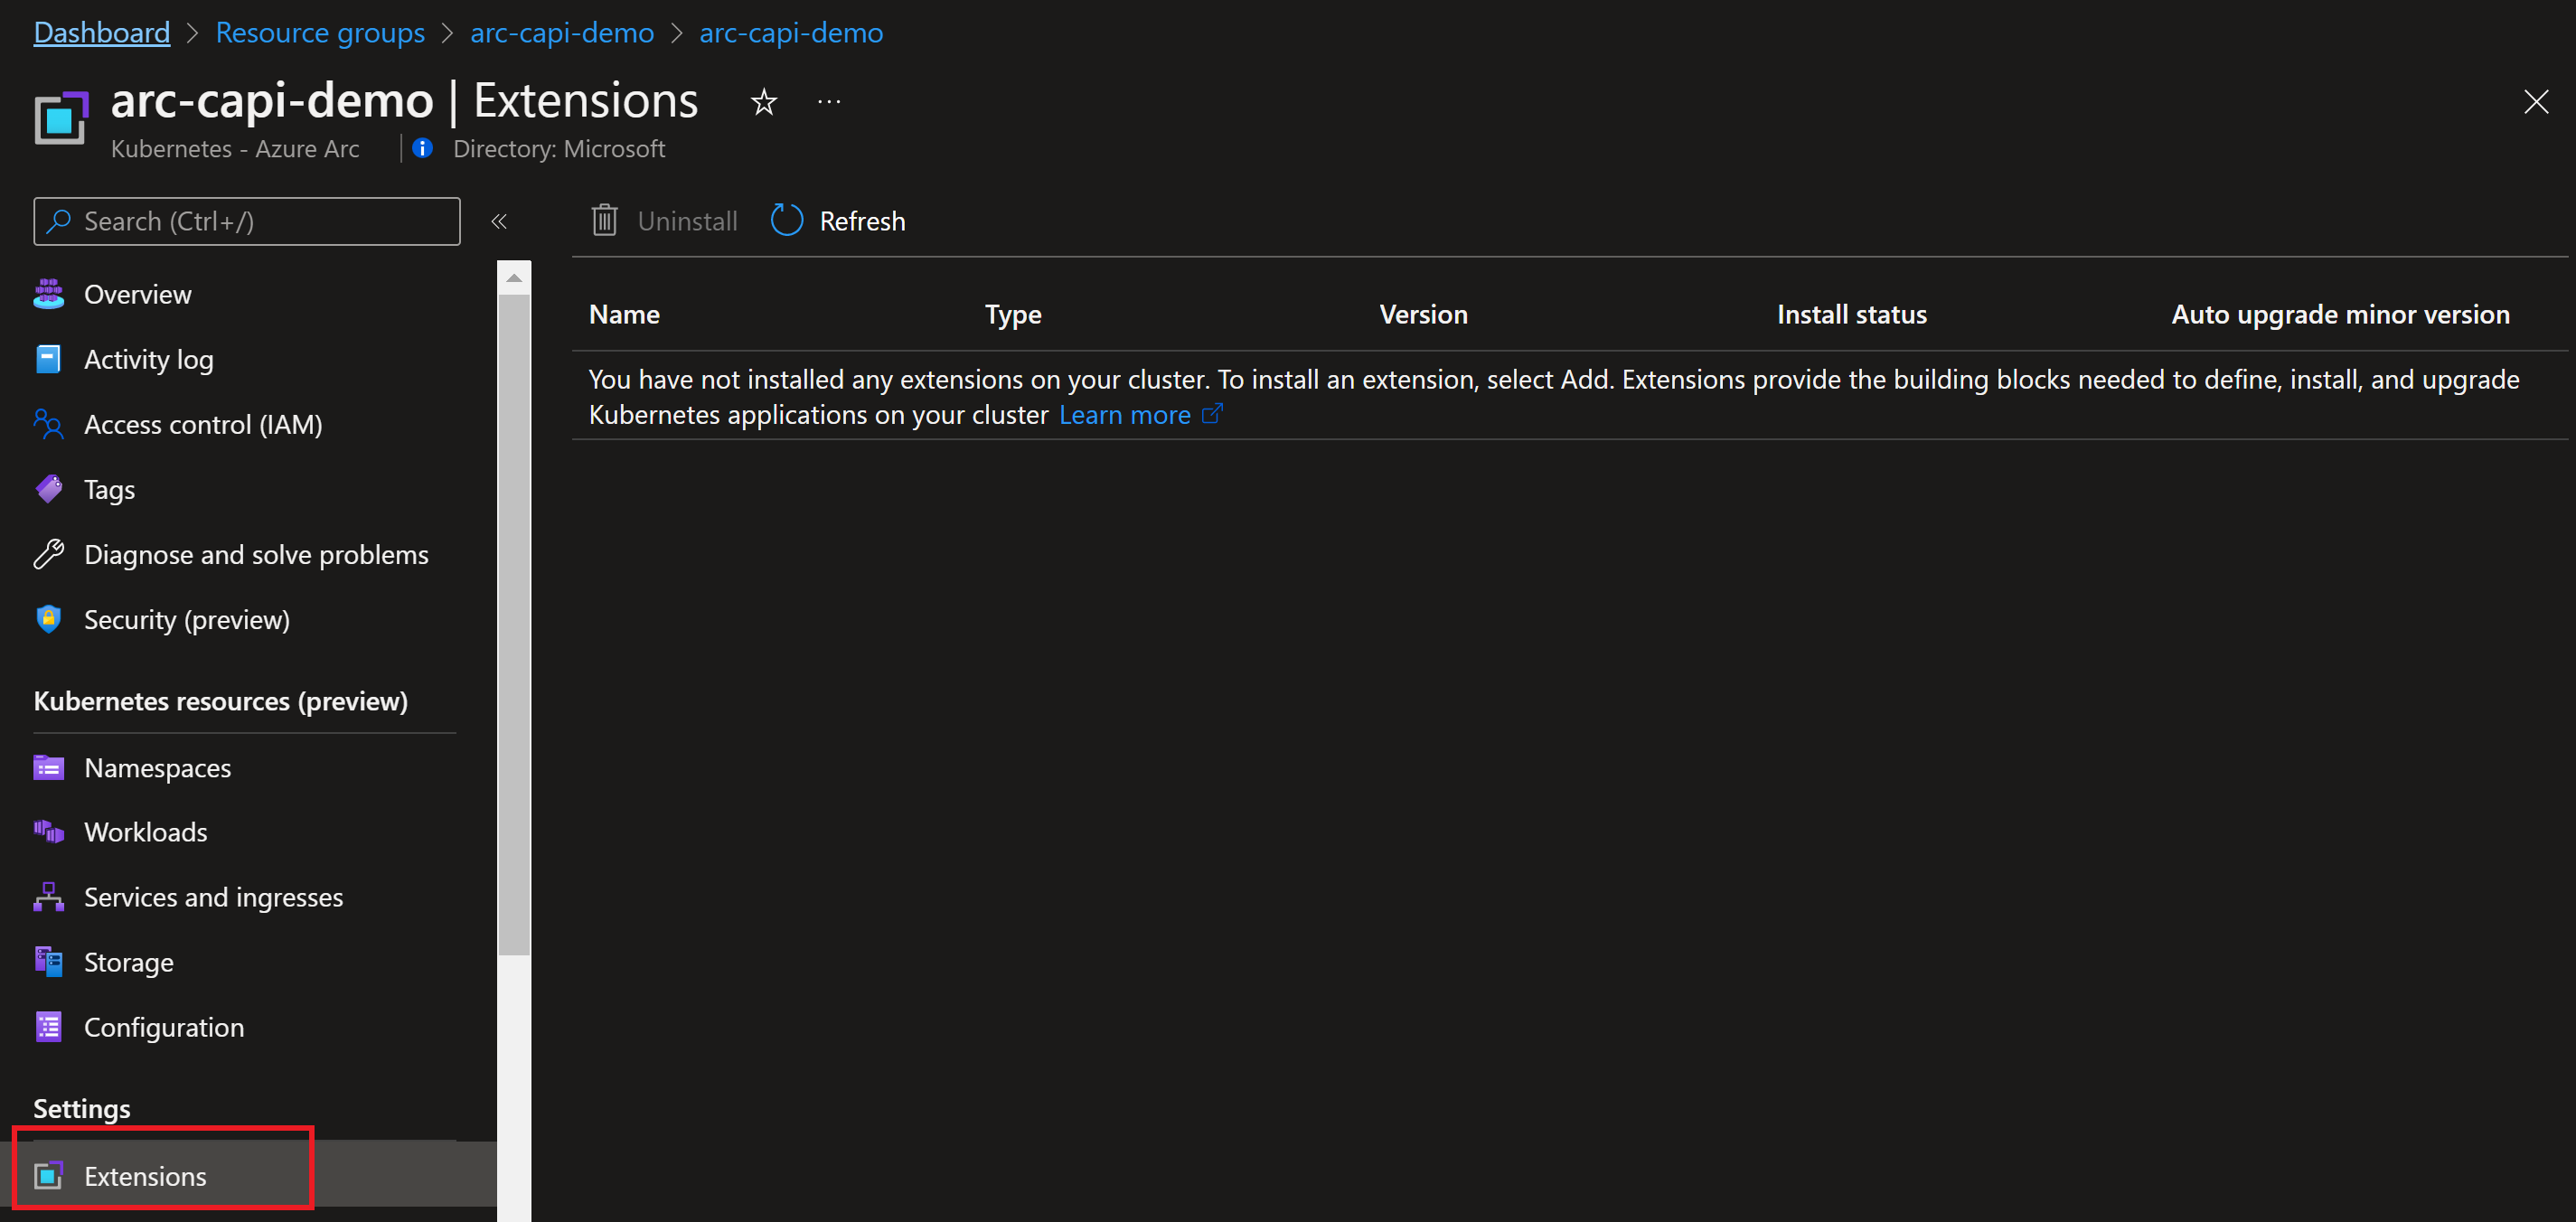 Dashboard > Resource groups > arc-capi-demo > arc-capi-demo
arc-capi-demo | Extensions
Kubernetes - Azure Arc | Directory: Microsoft
Search (Ctrl+/)
Uninstall Refresh
Overview
Activity log
Access control (IAM)
Tags
Diagnose and solve problems
Security (preview)
Kubernetes resources (preview)
Namespaces
Workloads
Services and ingresses
Storage
Configuration
Settings
Extensions
Name Type Version Install status Auto upgrade minor version
You have not installed any extensions on your cluster. To install an extension, select Add. Extensions provide the building blocks needed to define, install, and upgrade
Kubernetes applications on your cluster Learn more